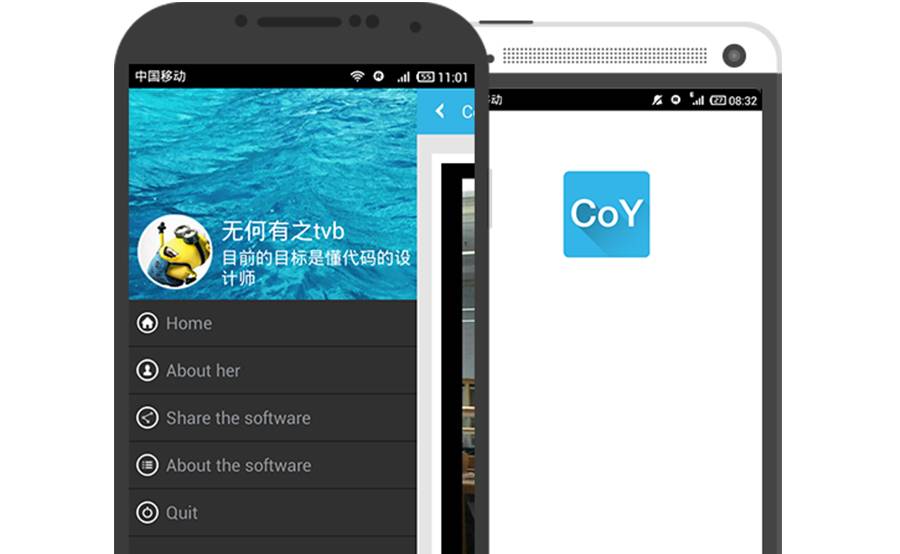 中国移动
55 11:01
无何有之tvb
目前的目标是懂代码的设
计师
Home
About her
Share the software
About the software
Quit
动
27 08:32
CoY